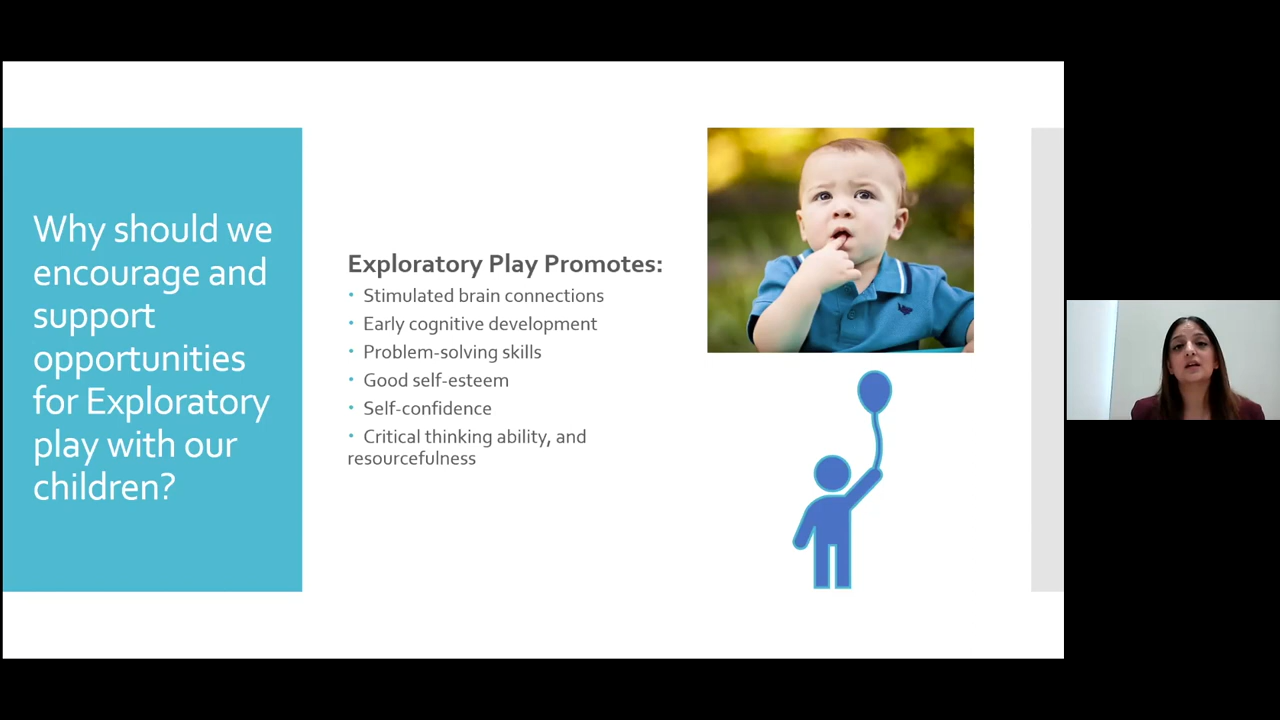 Why should we
encourage and
support
opportunities
for Exploratory
play with our
children?
Exploratory Play Promotes:
• Stimulated brain connections
• Early cognitive development
• Problem-solving skills
• Good self-esteem
• Self-confidence
• Critical thinking ability, and
resourcefulness